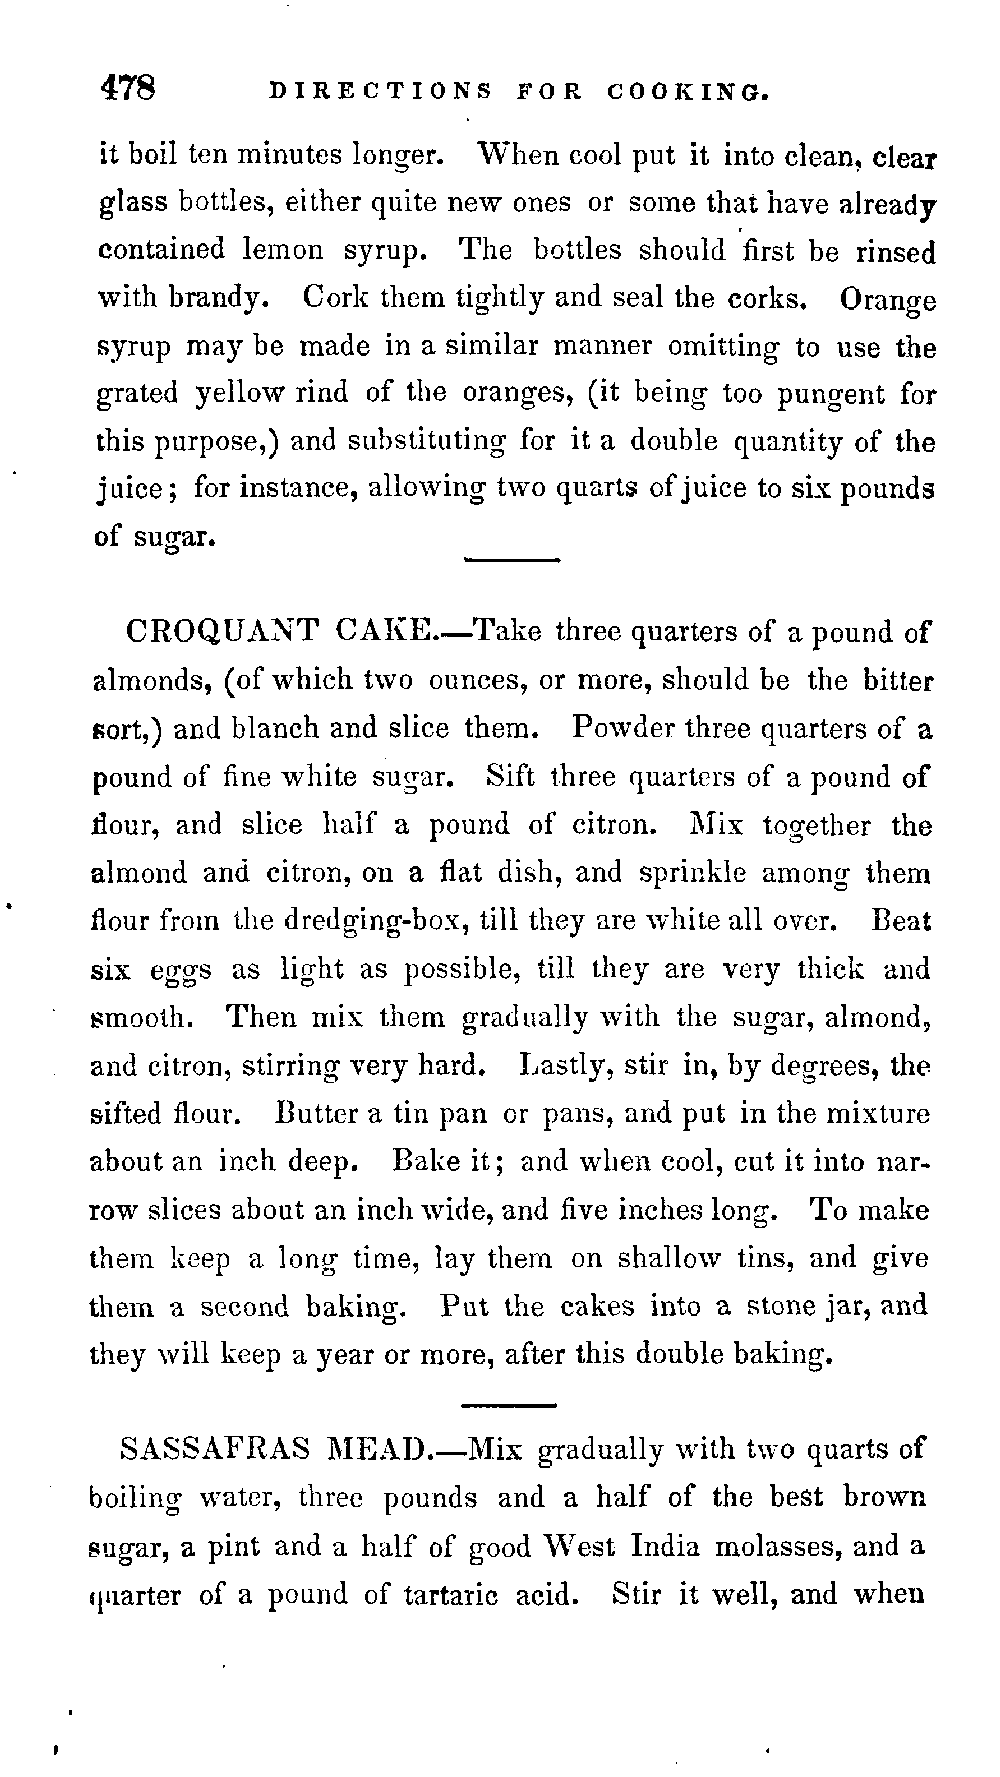 478 DIRECTIONS FOR COOKING.
it boil ten minutes longer. When cool put it into clean, clear
glass bottles, either quite new ones or some that have already
contained lemon syrup. The bottles should first be rinsed
with brandy. Cork them tightly and seal the corks. Orange
syrup may be made in a similar manner omitting to use the
grated yellow rind of the oranges, (it being too pungent for
this purpose,) and substituting for it a double quantity of the
juice; for instance, allowing two quarts of juice to six pounds
of sugar.
CROQUANT CAKE.—Take three quarters of a pound of
almonds, (of which two ounces, or more, should be the bitter
sort,) and blanch and slice them. Powder three quarters of a
pound of fine white sugar. Sift three quarters of a pound of
flour, and slice half a pound of citron. Mix together the
almond and citron, on a flat dish, and sprinkle among them
flour from the dredging-box, till they are white all over. Beat
six eggs as light as possible, till they are very thick and
smooth. Then mix them gradually with the sugar, almond,
and citron, stirring very hard. Lastly, stir in, by degrees, the
sifted flour. Butter a tin pan or pans, and put in the mixture
about an inch deep. Bake it; and when cool, cut it into nar-
row slices about an inch wide, and five inches long. To make
them keep a long time, lay them on shallow tins, and give
them a second baking. Put the cakes into a stone jar, and
they will keep a year or more, after this double baking.
SASSAFRAS MEAD.—Mix gradually with two quarts of
boiling water, three pounds and a half of the best brown
sugar, a pint and a half of good West India molasses, and a
quarter of a pound of tartaric acid. Stir it well, and when